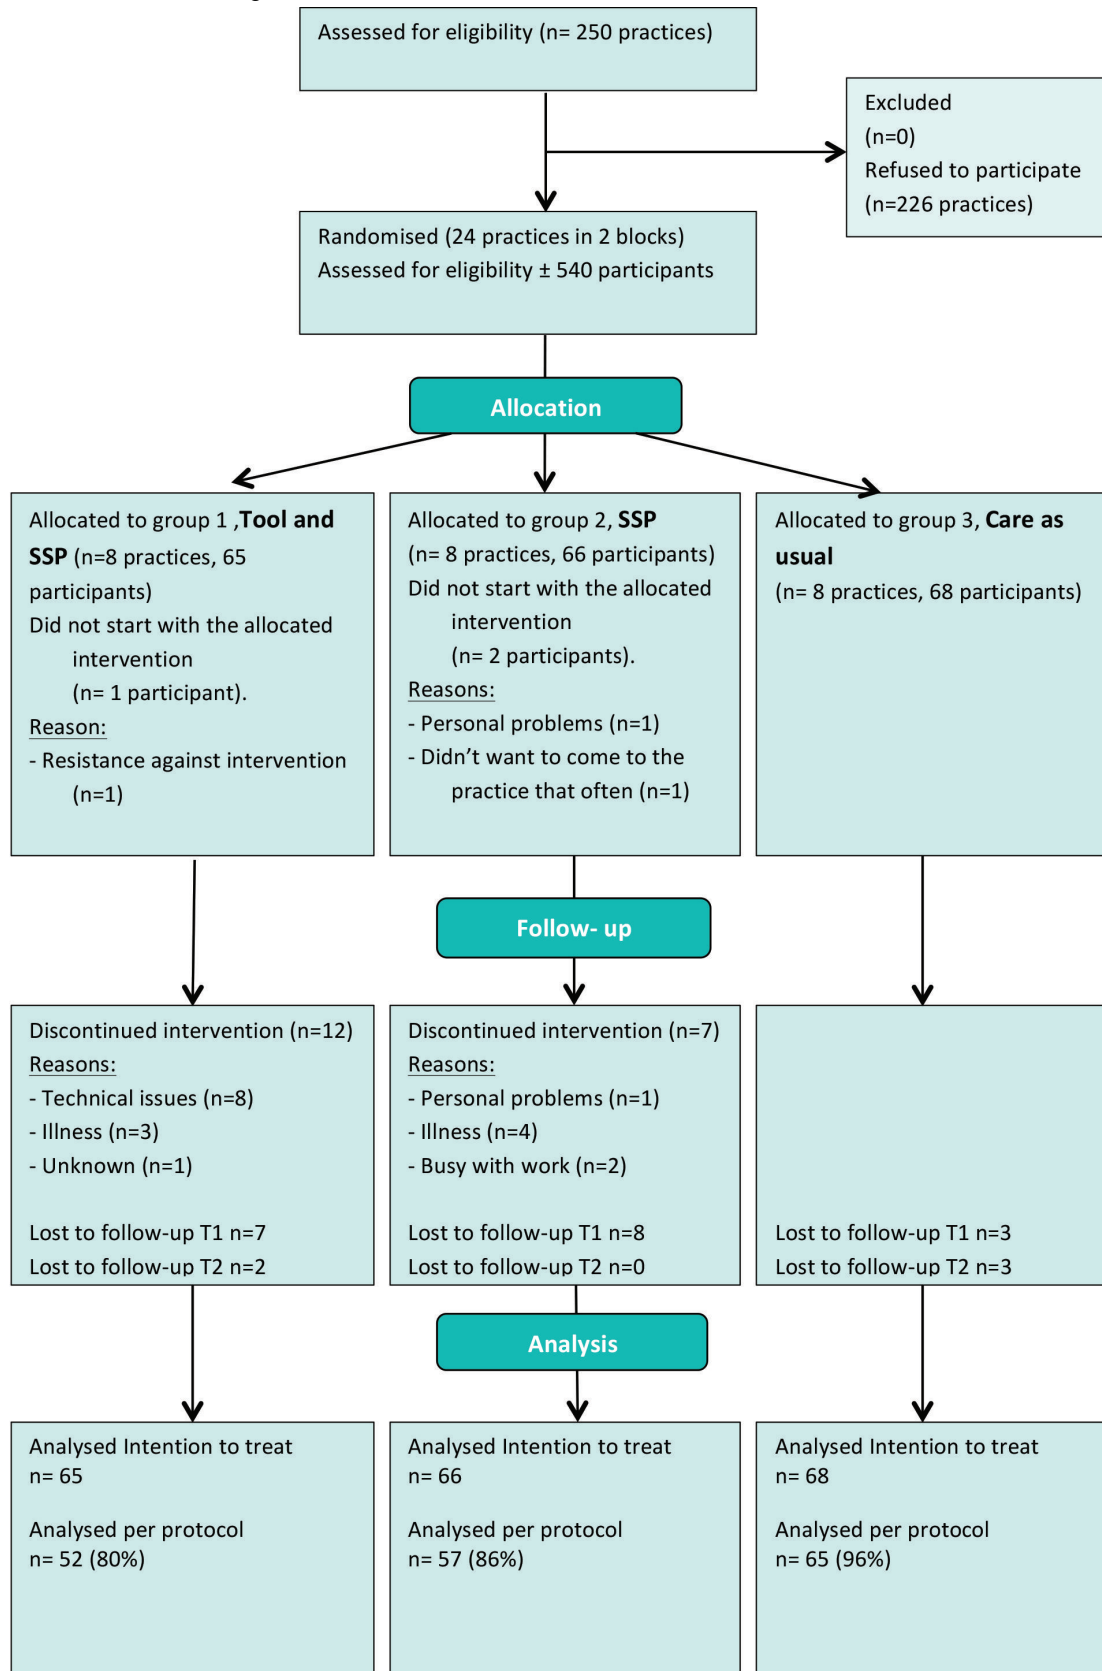 Assessed for eligibility (n= 250 practices)
Excluded
(n=0)
Refused to participate
(n=226 practices)
Randomised (24 practices in 2 blocks)
Assessed for eligibility ± 540 participants
Allocation
Allocated to group 1 ,Tool and
SSP (n=8 practices, 65
participants)
Did not start with the allocated
intervention
(n= 1 participant).
Reason:
- Resistance against intervention
(n=1)
Allocated to group 2, SSP
(n= 8 practices, 66 participants)
Did not start with the allocated
intervention
(n= 2 participants).
Reasons:
- Personal problems (n=1)
- Didn’t want to come to the
practice that often (n=1)
Allocated to group 3, Care as
usual
(n= 8 practices, 68 participants)
Follow- up
Discontinued intervention (n=12)
Reasons:
- Technical issues (n=8)
- Illness (n=3)
- Unknown (n=1)
Lost to follow-up T1 n=7
Lost to follow-up T2 n=2
Discontinued intervention (n=7)
Reasons:
- Personal problems (n=1)
- Illness (n=4)
- Busy with work (n=2)
Lost to follow-up T1 n=8
Lost to follow-up T2 n=0
Lost to follow-up T1 n=3
Lost to follow-up T2 n=3
Analysis
Analysed Intention to treat
n= 65
Analysed per protocol
n= 52 (80%)
Analysed Intention to treat
n= 66
Analysed per protocol
n= 57 (86%)
Analysed Intention to treat
n= 68
Analysed per protocol
n= 65 (96%)